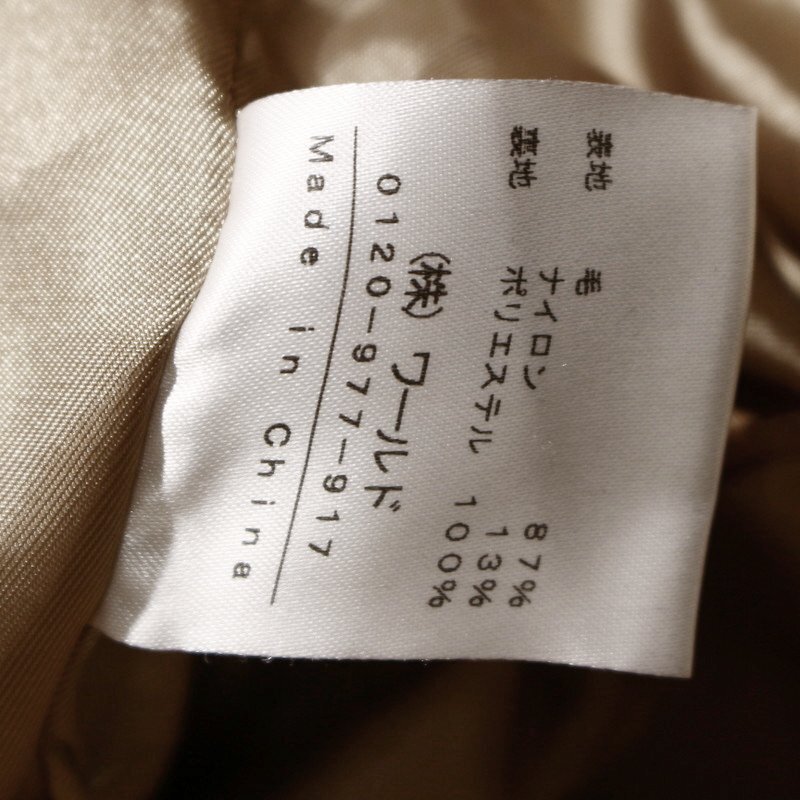 表地 毛 87%
ナイロン 13%
裏地 ポリエステル 100%
(株) ワールド
0120-977-917
Made in China